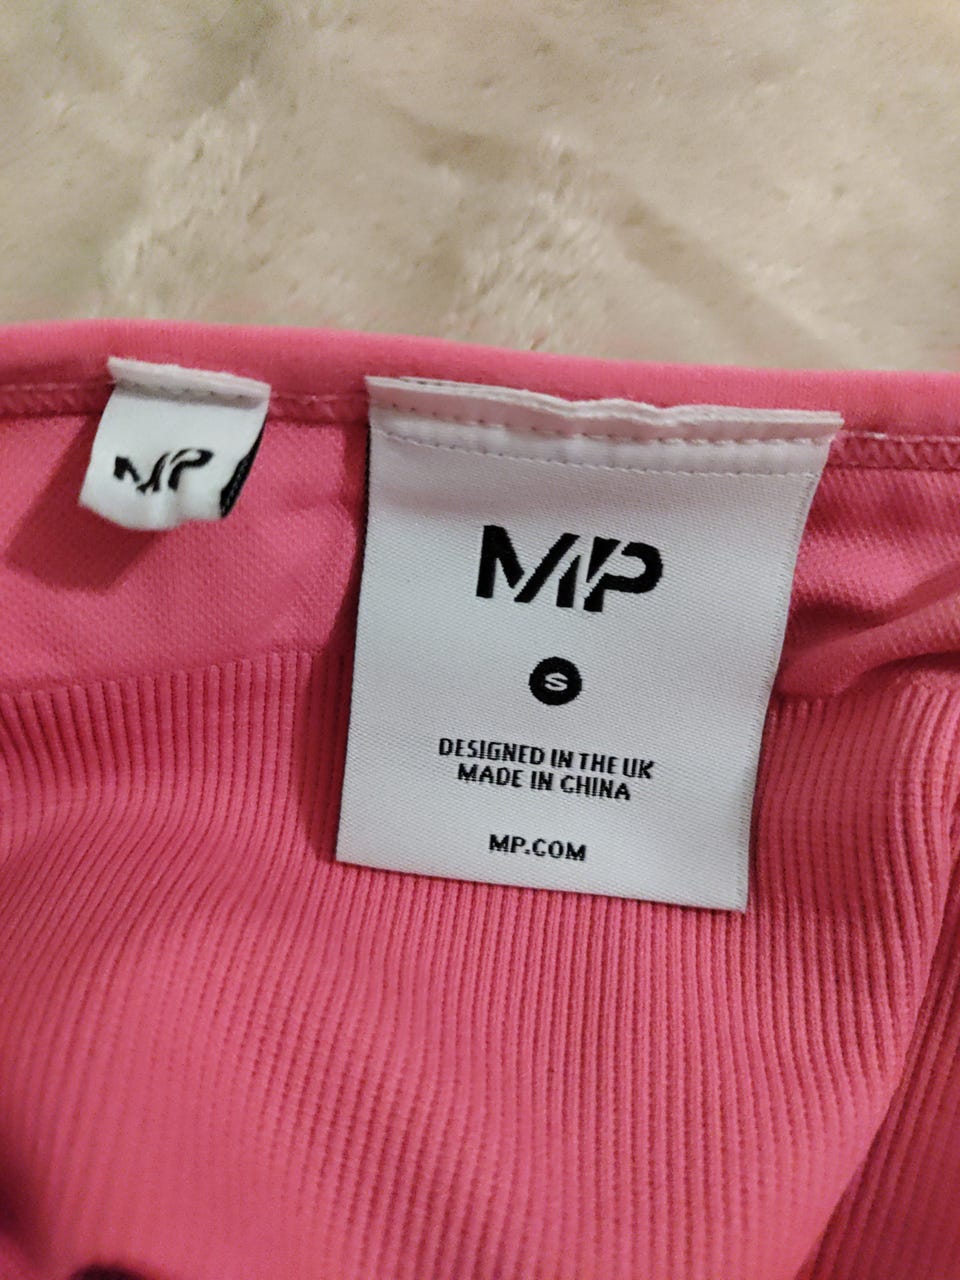 MP
MP
S
DESIGNED IN THE UK
MADE IN CHINA
MP.COM